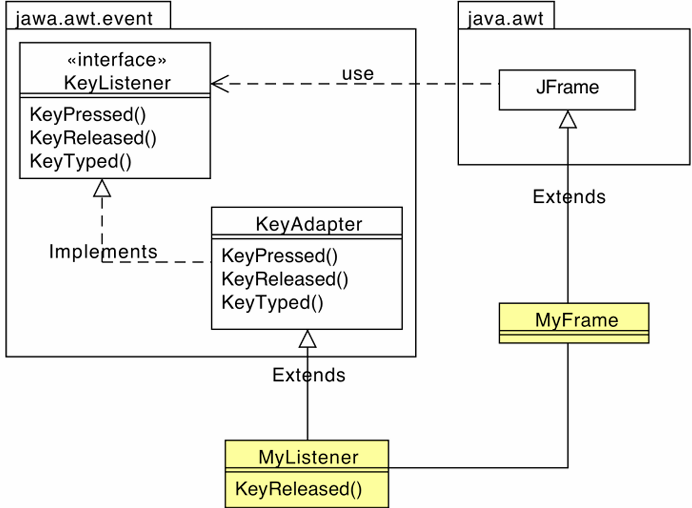 jawa.awt.event
java.awt
«interface»
KeyListener
KeyPressed()
KeyReleased()
KeyTyped()
use
JFrame
Extends
Implements
KeyAdapter
KeyPressed()
KeyReleased()
KeyTyped()
MyFrame
Extends
MyListener
KeyReleased()